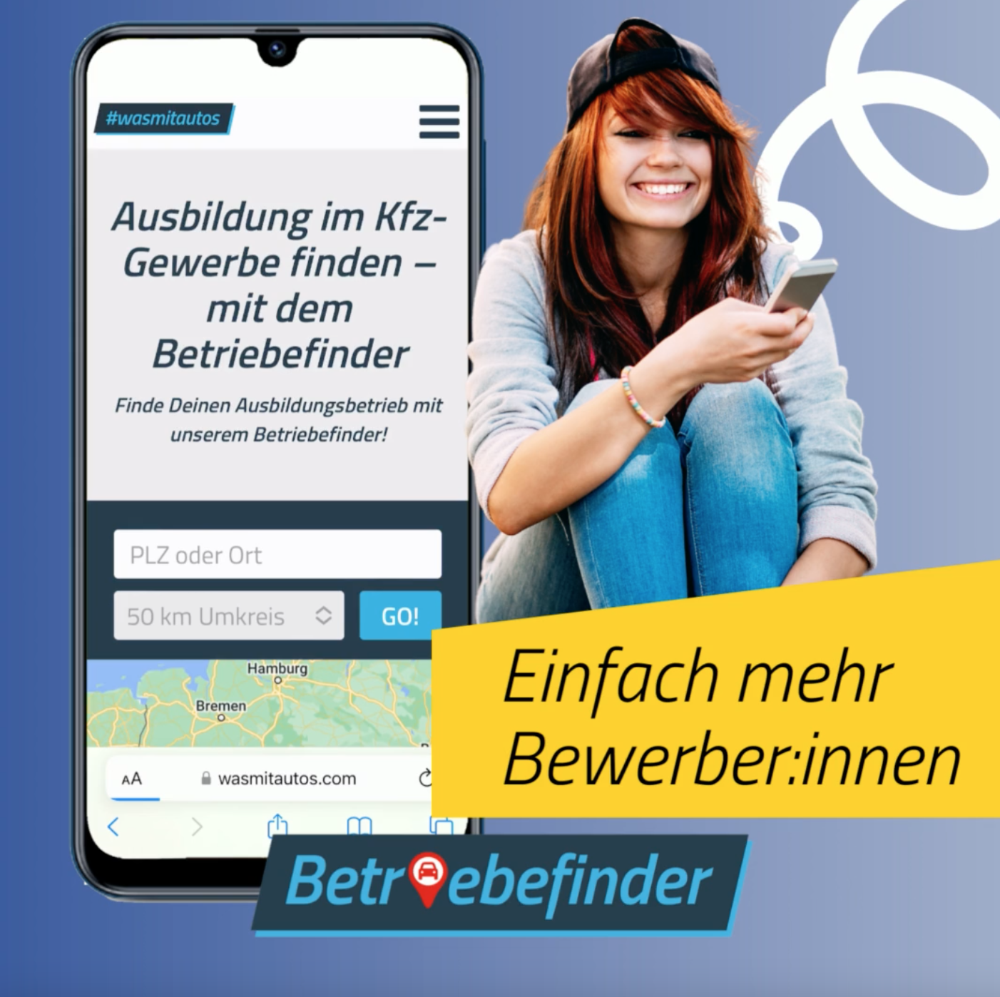 #wasmitautos
Ausbildung im Kfz-
Gewerbe finden –
mit dem
Betriebefinder
Finde Deinen Ausbildungsbetrieb mit
unserem Betriebefinder!
PLZ oder Ort
50 km Umkreis
GO!
Hamburg
Bremen
AA
wasmitautos.com
Einfach mehr
Bewerber:innen
Betriebefinder